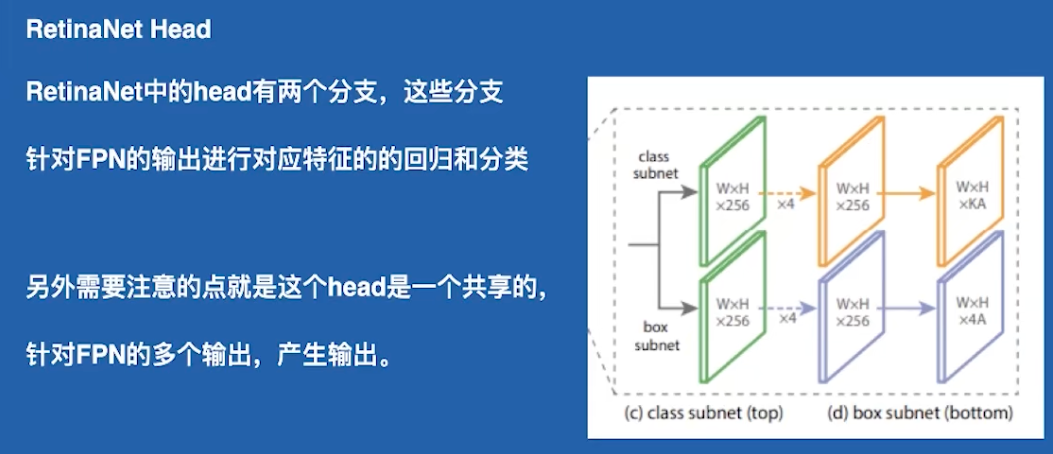 RetinaNet Head
RetinaNet中的head有两个分支，这些分支
针对FPN的输出进行对应特征的的回归和分类
另外需要注意的点就是这个head是一个共享的，
针对FPN的多个输出，产生输出。
class
subnet
W×H
×256
×4
W×H
×256
W×H
×KA
box
subnet
W×H
×256
×4
W×H
×256
W×H
×4A
(c) class subnet (top)
(d) box subnet (bottom)